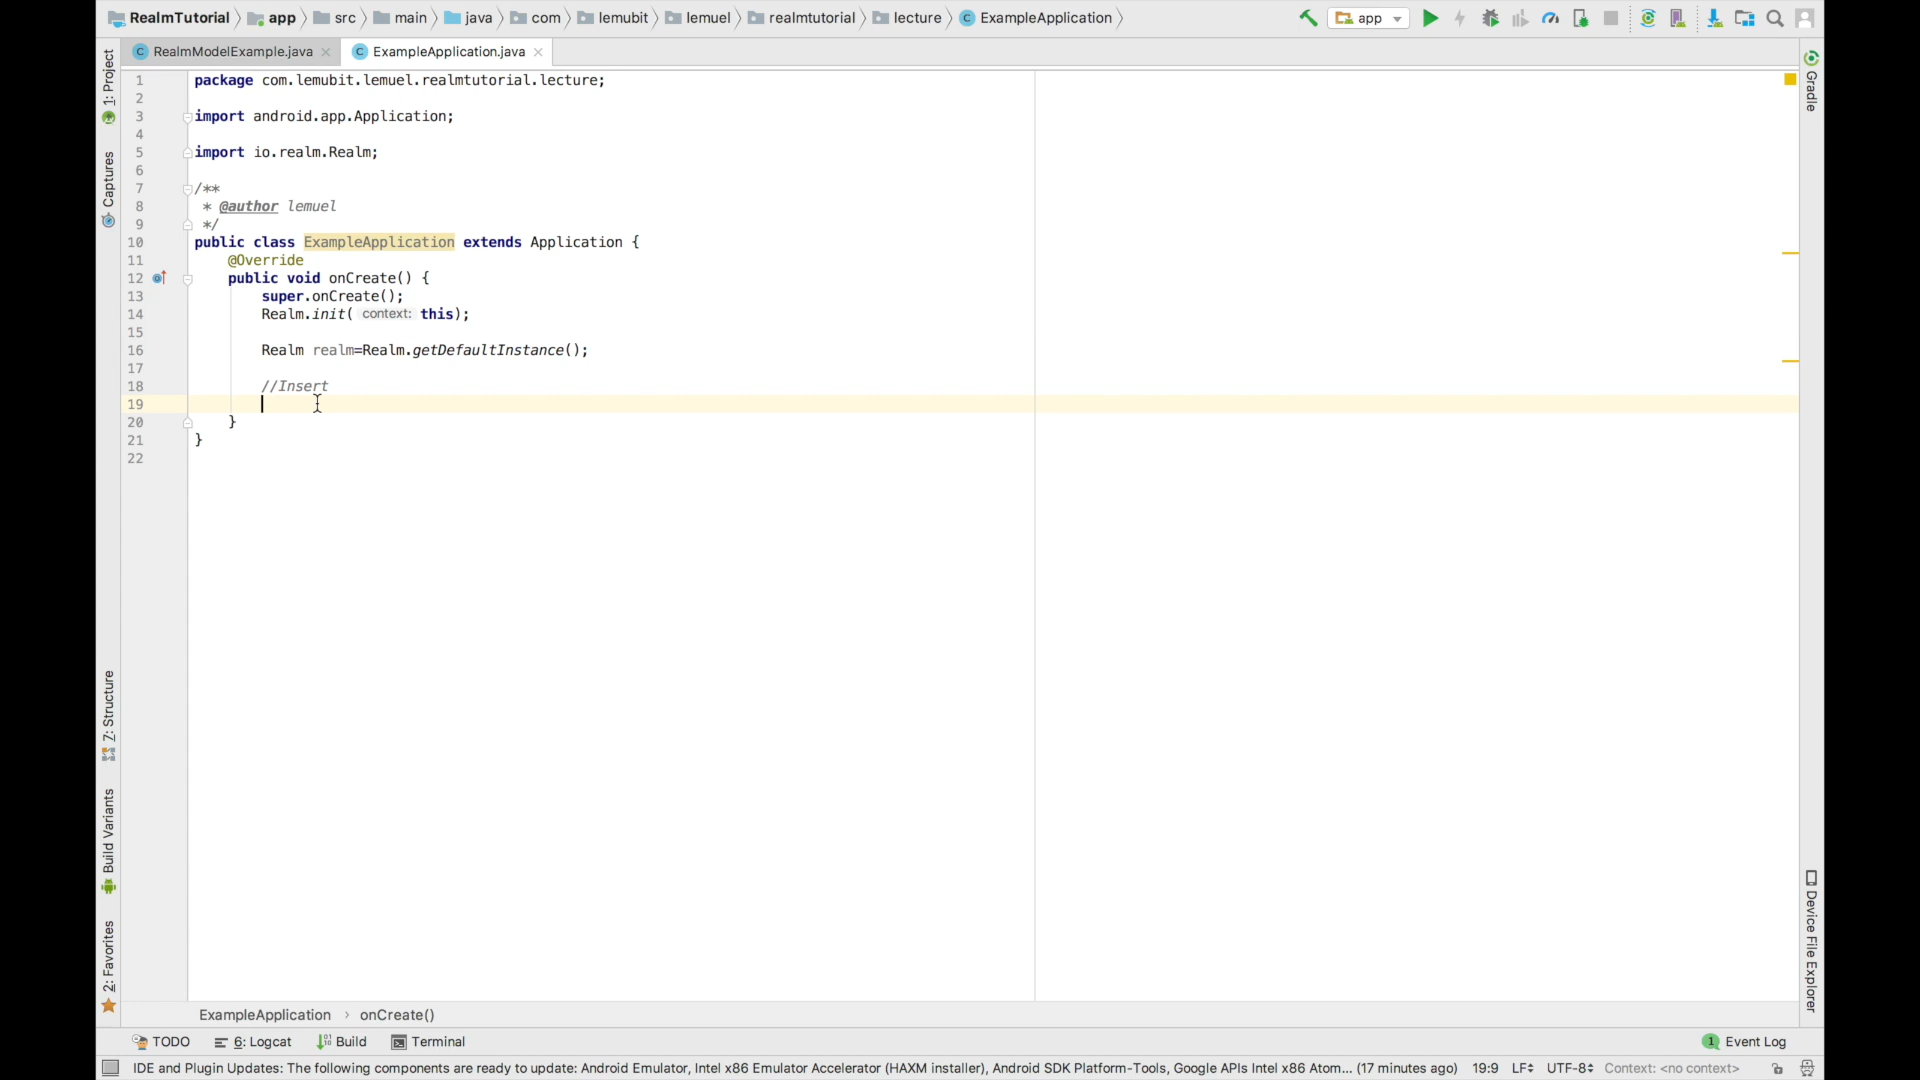 RealmTutorial app src main java com lemubit lemuel realmtutorial lecture ExampleApplication app
RealmModelExample.java ExampleApplication.java
1: Project
Captures
Z: Structure
Build Variants
2: Favorites
Gradle
Device File Explorer
1 package com.lemubit.lemuel.realmtutorial.lecture;
2
3 import android.app.Application;
4
5 import io.realm.Realm;
6
7 /**
8 * @author lemuel
9 */
10 public class ExampleApplication extends Application {
11 @Override
12 public void onCreate() {
13 super.onCreate();
14 Realm.init( context: this);
15
16 Realm realm=Realm.getDefaultInstance();
17
18 //Insert
19
20 }
21 }
22
ExampleApplication › onCreate()
TODO 6: Logcat Build Terminal 1 Event Log
IDE and Plugin Updates: The following components are ready to update: Android Emulator, Intel x86 Emulator Accelerator (HAXM installer), Android SDK Platform-Tools, Google APIs Intel x86 Atom... (17 minutes ago) 19:9 LF UTF-8 Context: <no context>